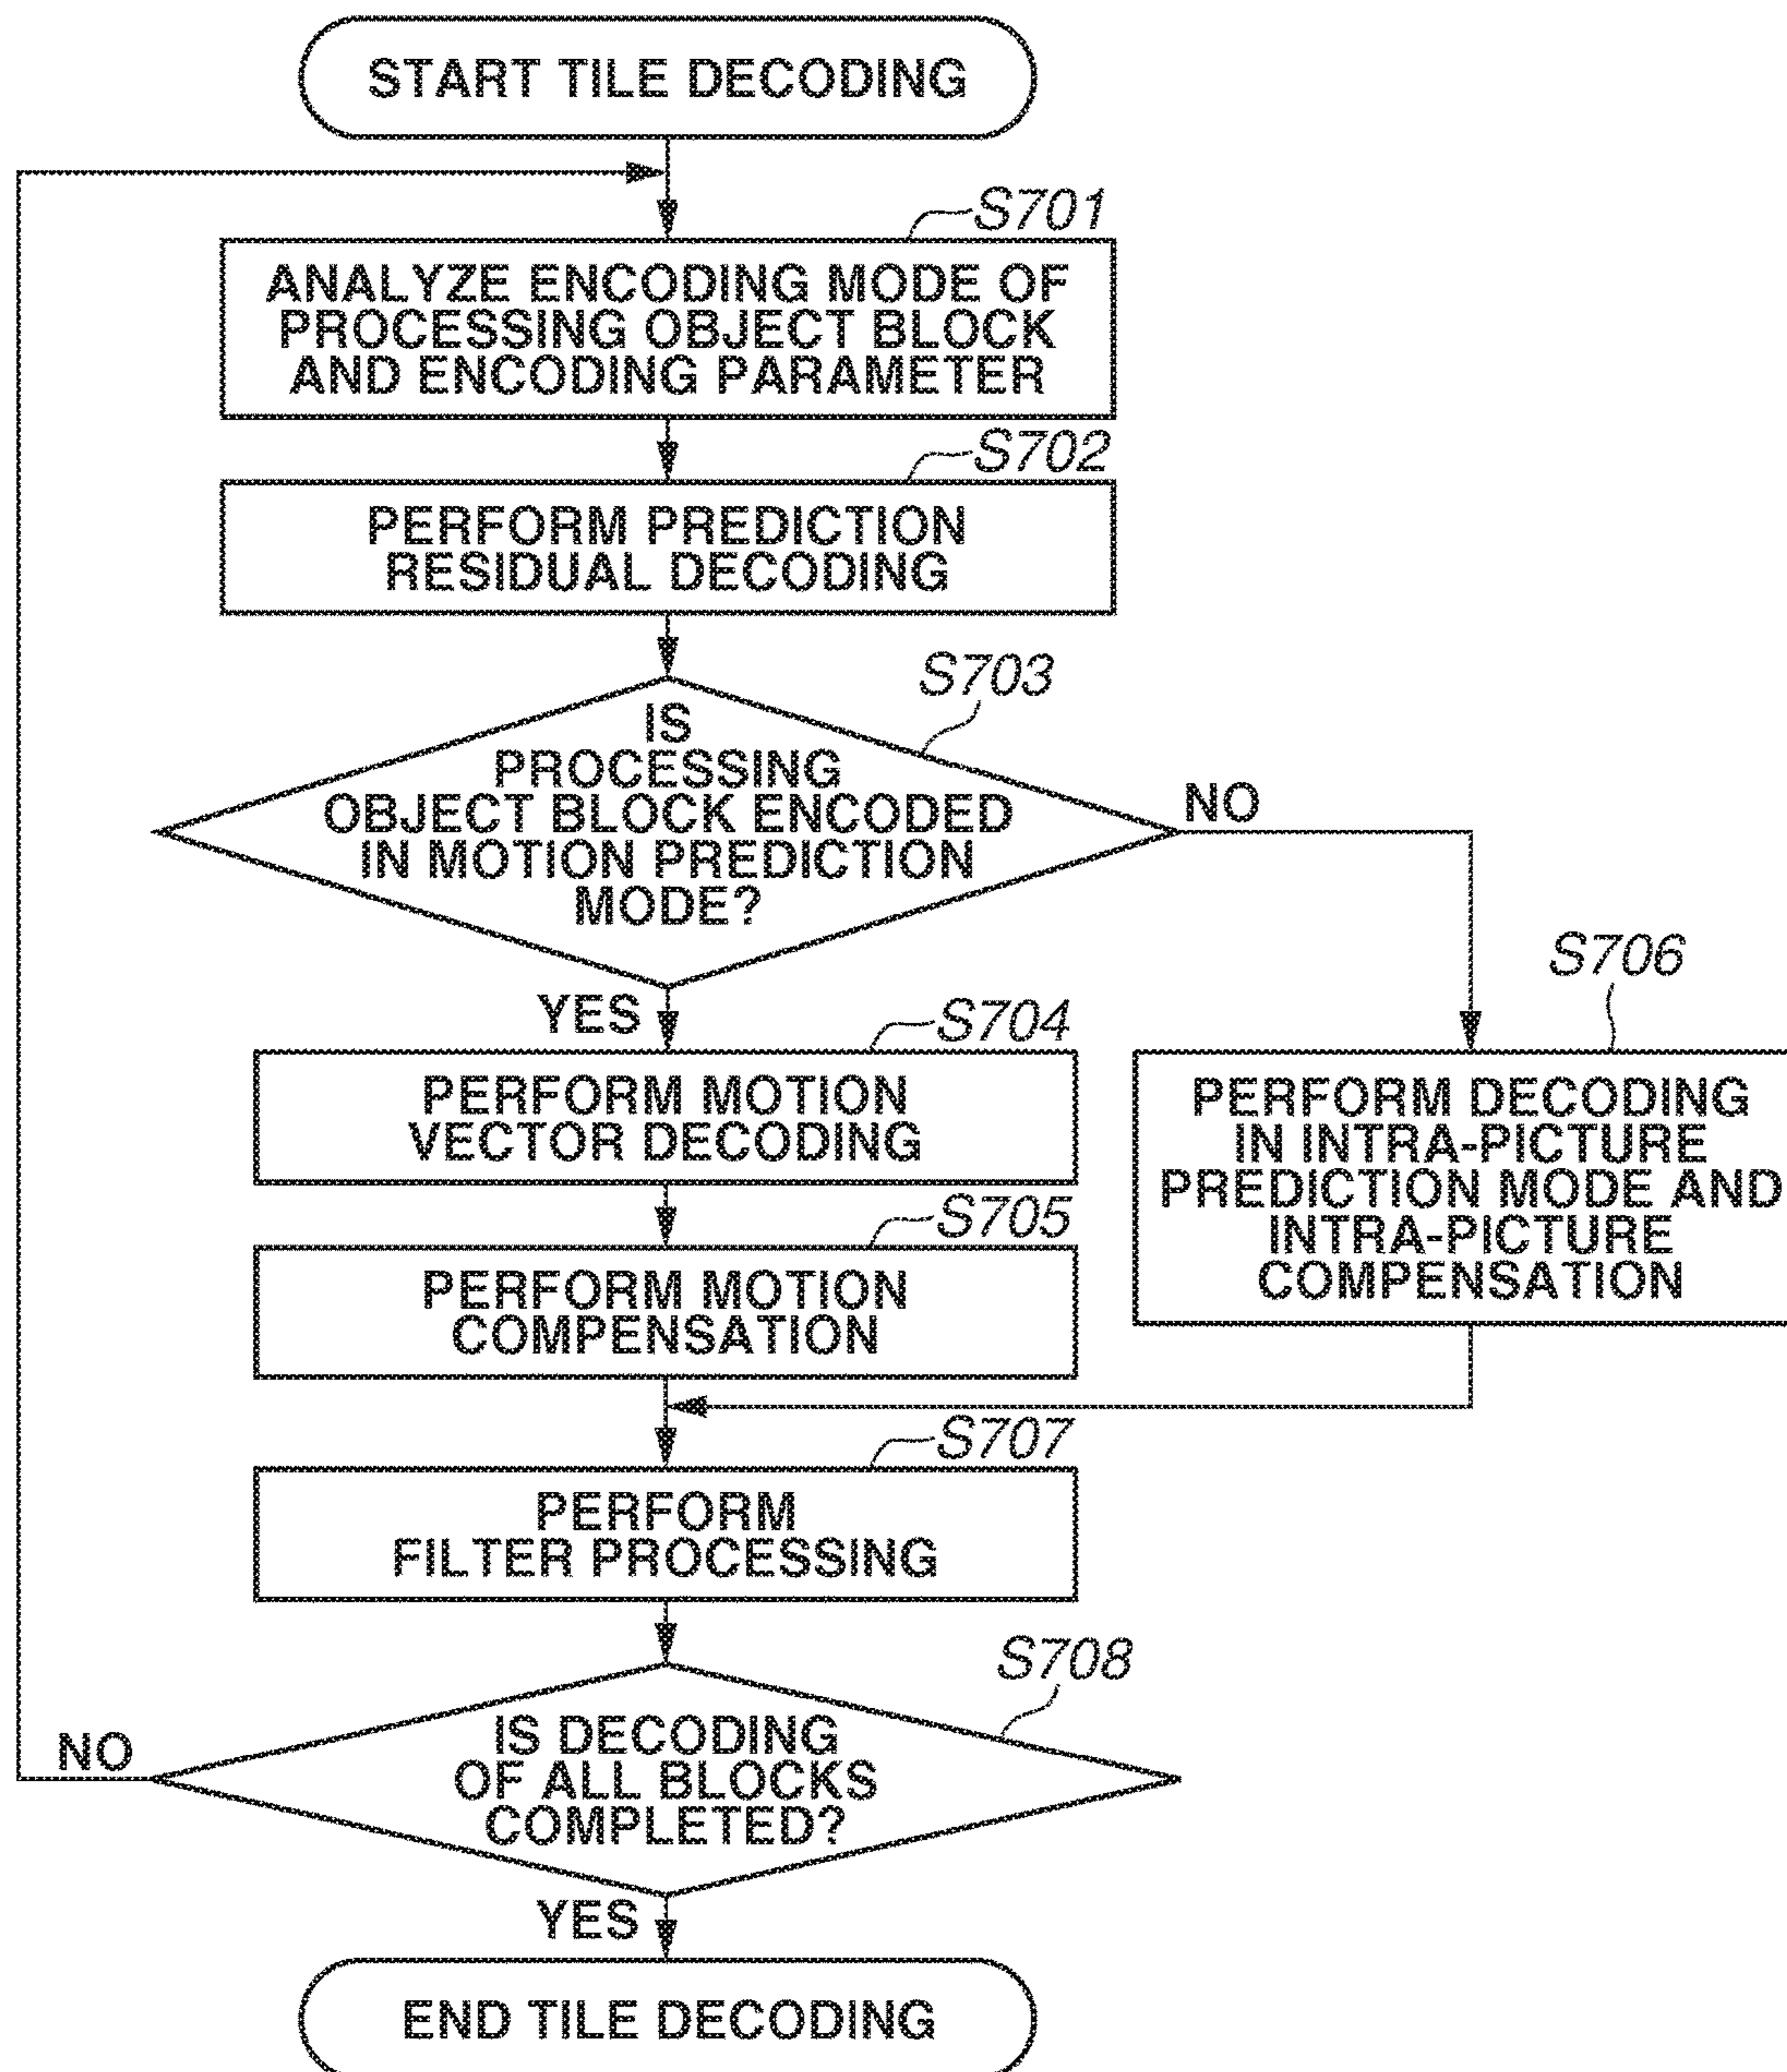 START TILE DECODING
S701
ANALYZE ENCODING MODE OF
PROCESSING OBJECT BLOCK
AND ENCODING PARAMETER
S702
PERFORM PREDICTION
RESIDUAL DECODING
S703
IS
PROCESSING
OBJECT BLOCK ENCODED
IN MOTION PREDICTION
MODE?
NO
YES
S704
PERFORM MOTION
VECTOR DECODING
S706
PERFORM DECODING
IN INTRA-PICTURE
PREDICTION MODE AND
INTRA-PICTURE
COMPENSATION
S705
PERFORM MOTION
COMPENSATION
S707
PERFORM
FILTER PROCESSING
S708
IS DECODING
OF ALL BLOCKS
COMPLETED?
NO
YES
END TILE DECODING